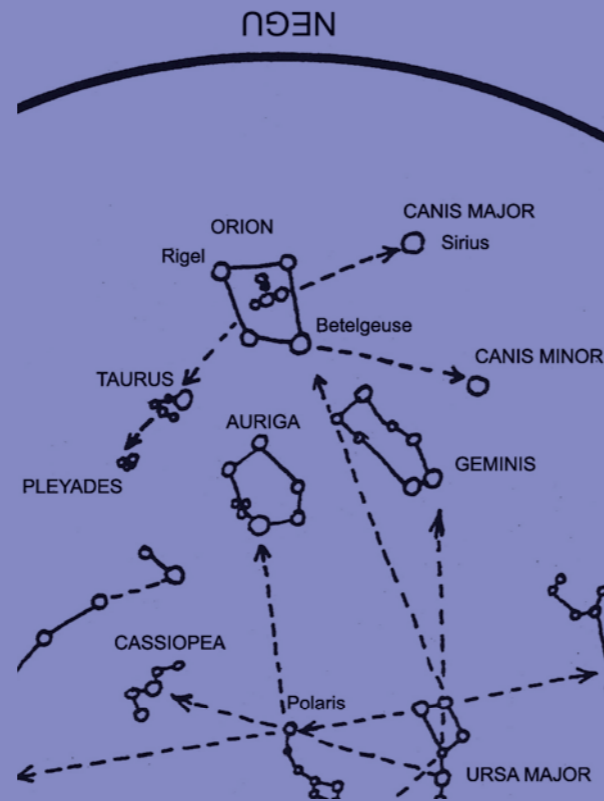 NEGU
CANIS MAJOR
ORION
Sirius
Rigel
Betelgeuse
CANIS MINOR
TAURUS
AURIGA
GEMINIS
PLEYADES
CASSIOPEA
Polaris
URSA MAJOR